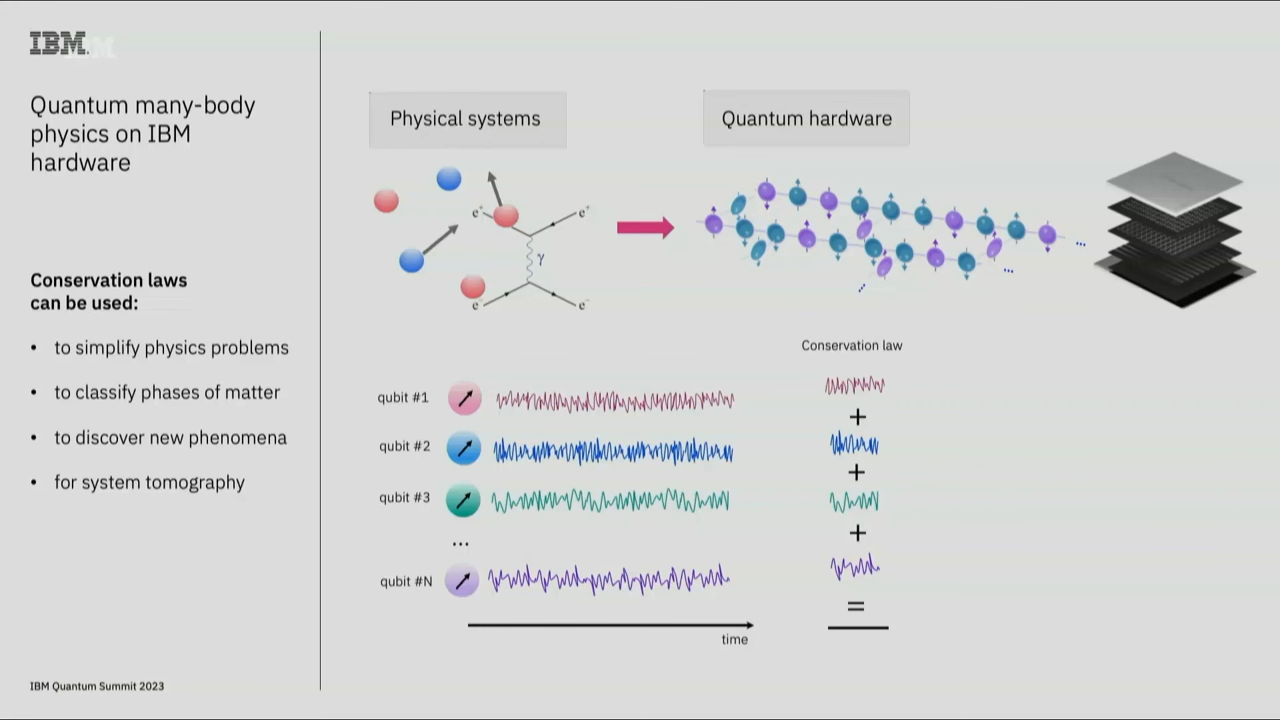 IBM
Quantum many-body
physics on IBM
hardware
Conservation laws
can be used:
• to simplify physics problems
• to classify phases of matter
• to discover new phenomena
• for system tomography
IBM Quantum Summit 2023
Physical systems
Quantum hardware
e⁺
e⁺
γ
e⁻
e⁻
...
...
...
Conservation law
qubit #1
+
qubit #2
+
qubit #3
+
...
qubit #N
=
time